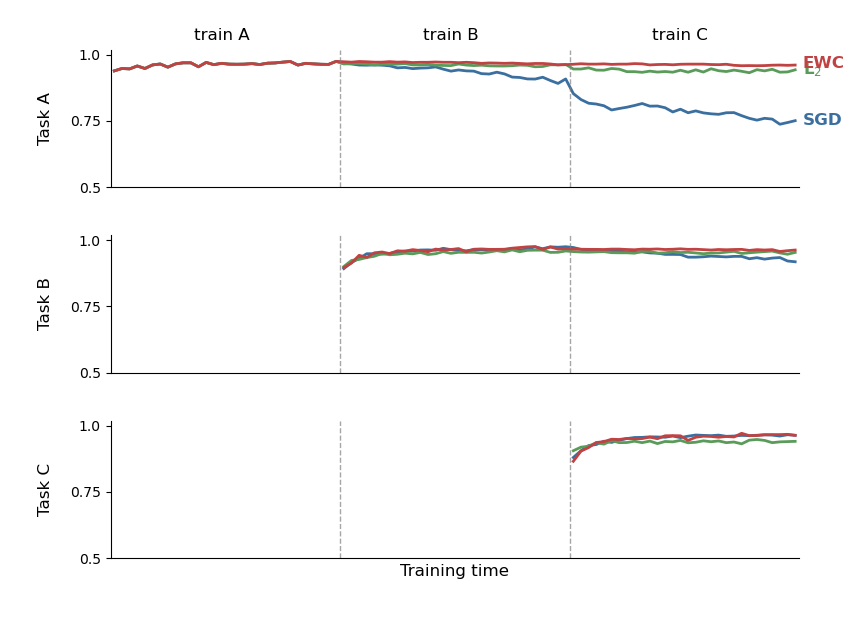 train A train B train C
1.0
0.75
0.5
Task A
EWC
L₂
SGD
1.0
0.75
0.5
Task B
1.0
0.75
0.5
Task C
Training time